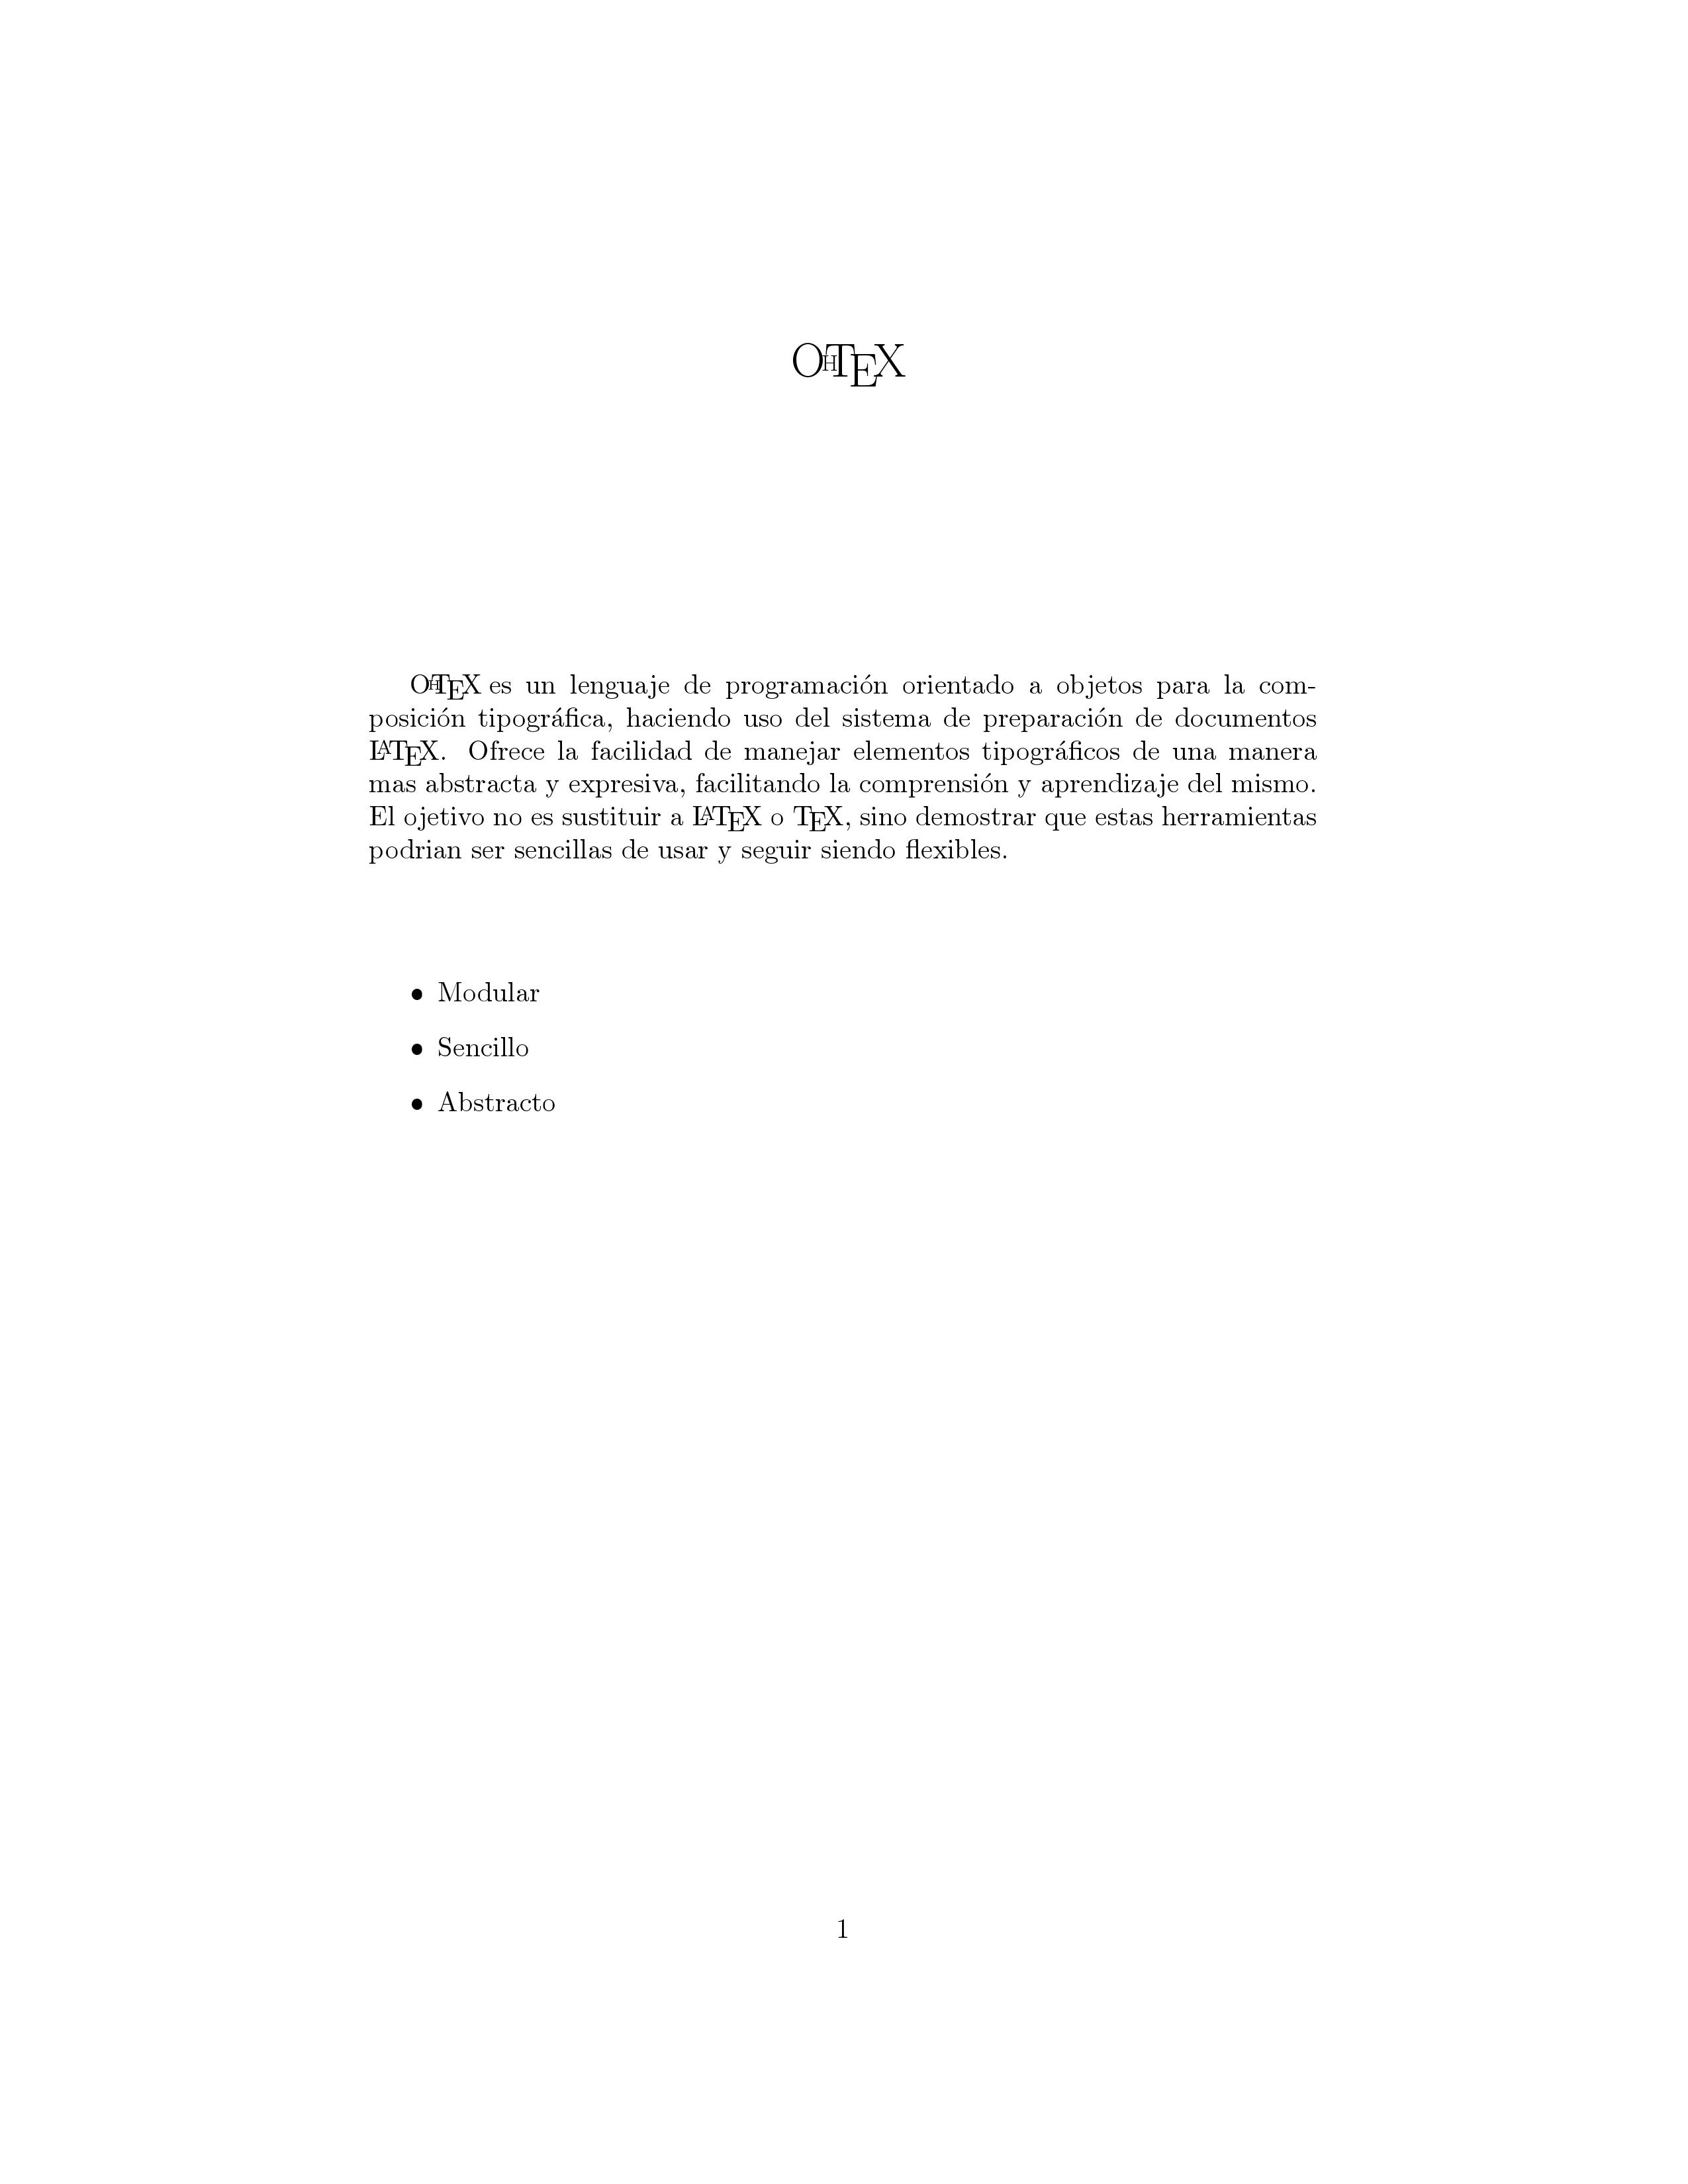 OHTEX
OHTEX es un lenguaje de programación orientado a objetos para la com-
posición tipográfica, haciendo uso del sistema de preparación de documentos
LATEX. Ofrece la facilidad de manejar elementos tipográficos de una manera
mas abstracta y expresiva, facilitando la comprensión y aprendizaje del mismo.
El ojetivo no es sustituir a LATEX o TEX, sino demostrar que estas herramientas
podrian ser sencillas de usar y seguir siendo flexibles.
• Modular
• Sencillo
• Abstracto
1